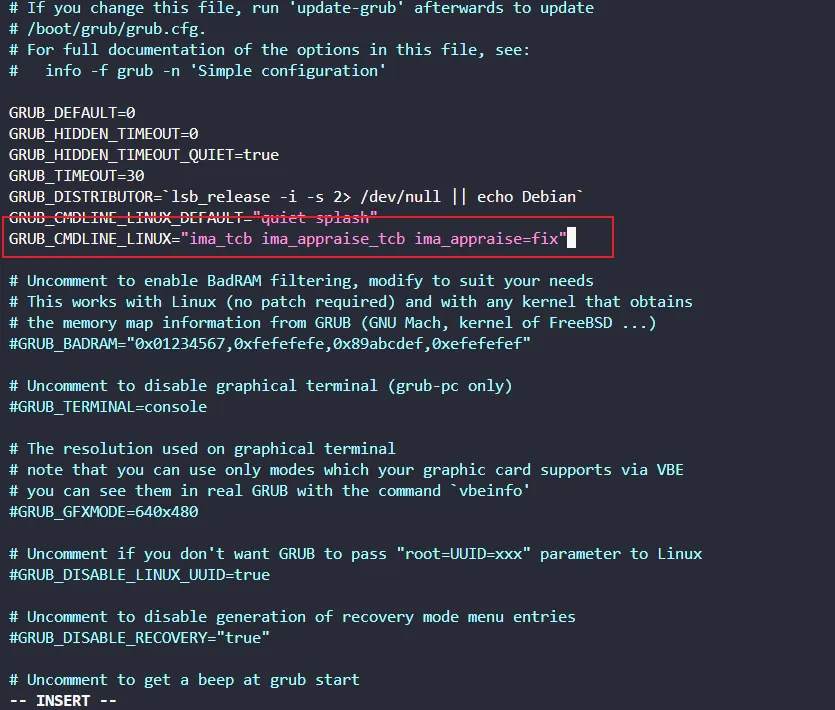 # If you change this file, run 'update-grub' afterwards to update
# /boot/grub/grub.cfg.
# For full documentation of the options in this file, see:
#   info -f grub -n 'Simple configuration'
GRUB_DEFAULT=0
GRUB_HIDDEN_TIMEOUT=0
GRUB_HIDDEN_TIMEOUT_QUIET=true
GRUB_TIMEOUT=30
GRUB_DISTRIBUTOR=`lsb_release -i -s 2> /dev/null || echo Debian`
GRUB_CMDLINE_LINUX_DEFAULT="quiet splash"
GRUB_CMDLINE_LINUX="ima_tcb ima_appraise_tcb ima_appraise=fix"
# Uncomment to enable BadRAM filtering, modify to suit your needs
# This works with Linux (no patch required) and with any kernel that obtains
# the memory map information from GRUB (GNU Mach, kernel of FreeBSD ...)
#GRUB_BADRAM="0x01234567,0xfefefefe,0x89abcdef,0xefefefef"
# Uncomment to disable graphical terminal (grub-pc only)
#GRUB_TERMINAL=console
# The resolution used on graphical terminal
# note that you can use only modes which your graphic card supports via VBE
# you can see them in real GRUB with the command `vbeinfo'
#GRUB_GFXMODE=640x480
# Uncomment if you don't want GRUB to pass "root=UUID=xxx" parameter to Linux
#GRUB_DISABLE_LINUX_UUID=true
# Uncomment to disable generation of recovery mode menu entries
#GRUB_DISABLE_RECOVERY="true"
# Uncomment to get a beep at grub start
-- INSERT --